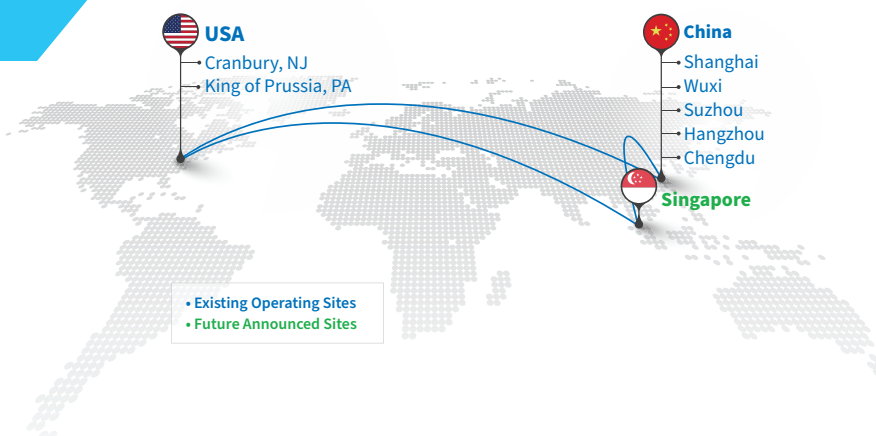 USA
Cranbury, NJ
King of Prussia, PA
China
Shanghai
Wuxi
Suzhou
Hangzhou
Chengdu
Singapore
• Existing Operating Sites
• Future Announced Sites